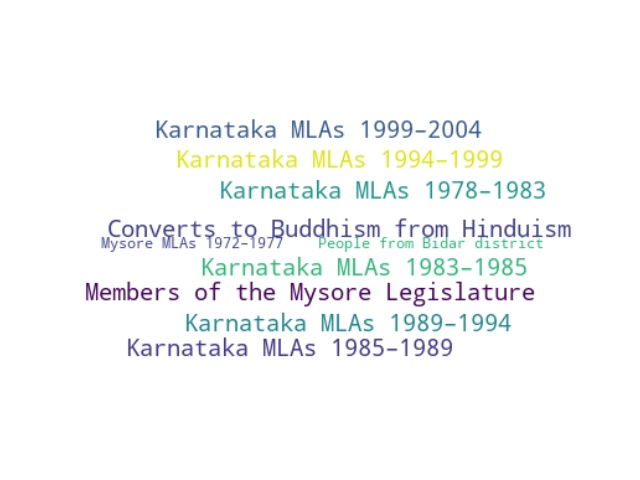 Karnataka MLAs 1999–2004
Karnataka MLAs 1994–1999
Karnataka MLAs 1978–1983
Converts to Buddhism from Hinduism
Mysore MLAs 1972–1977
People from Bidar district
Karnataka MLAs 1983–1985
Members of the Mysore Legislature
Karnataka MLAs 1989–1994
Karnataka MLAs 1985–1989